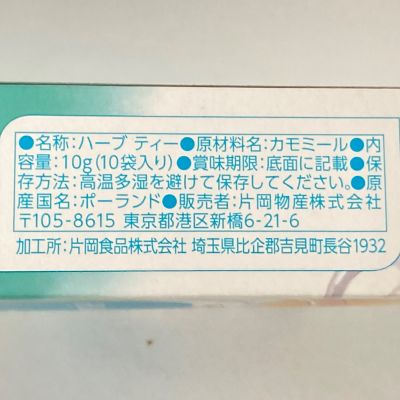 ●名称:ハーブ ティー●原材料名:カモミール●内
容量:10g(10袋入り)●賞味期限:底面に記載●保
存方法:高温多湿を避けて保存してください。●原
産国名:ポーランド●販売者:片岡物産株式会社
〒105-8615 東京都港区新橋6-21-6
加工所:片岡食品株式会社 埼玉県比企郡吉見町長谷1932